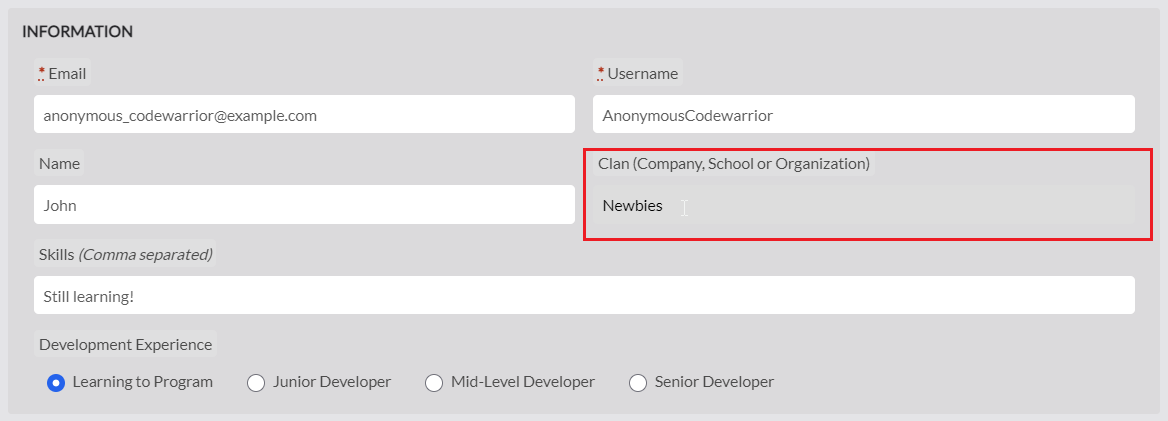 INFORMATION
* Email
* Username
anonymous_codewarrior@example.com
AnonymousCodewarrior
Name
Clan (Company, School or Organization)
John
Newbies
Skills (Comma separated)
Still learning!
Development Experience
Learning to Program
Junior Developer
Mid-Level Developer
Senior Developer